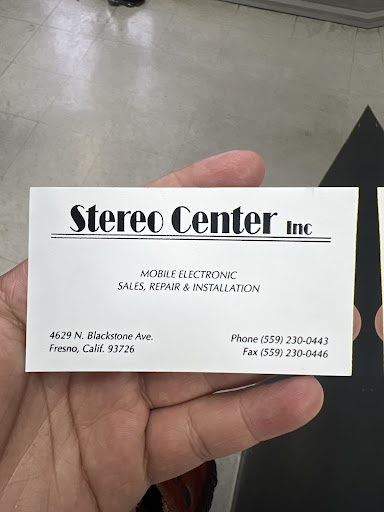 Stereo Center Inc
MOBILE ELECTRONIC
SALES, REPAIR & INSTALLATION
4629 N. Blackstone Ave.
Fresno, Calif. 93726
Phone (559) 230-0443
Fax (559) 230-0446